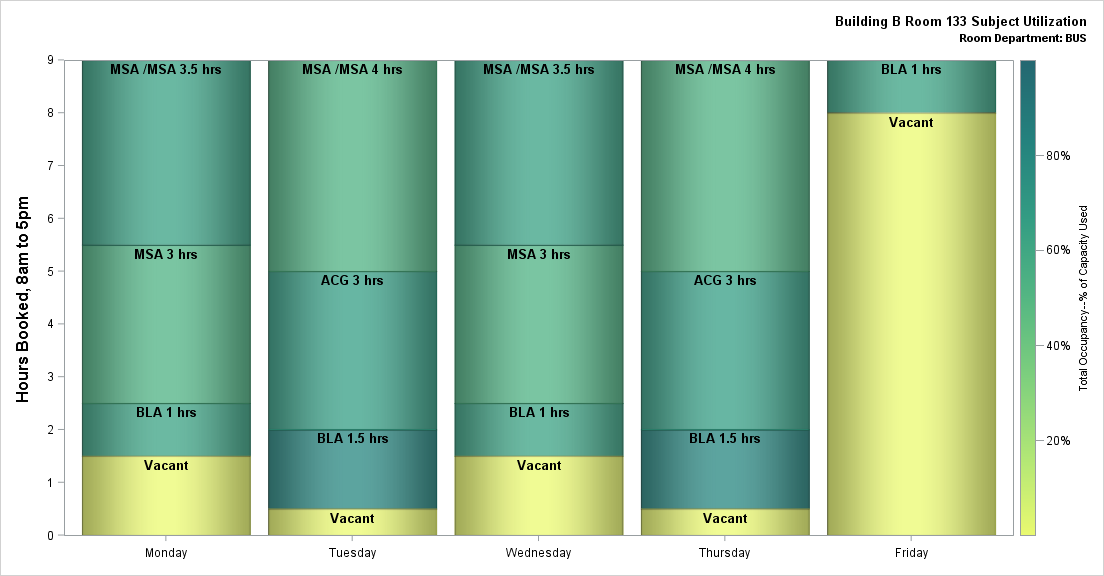 Building B Room 133 Subject Utilization
Room Department: BUS
Hours Booked, 8am to 5pm
9
8
7
6
5
4
3
2
1
0
MSA /MSA 3.5 hrs
MSA 3 hrs
BLA 1 hrs
Vacant
MSA /MSA 4 hrs
ACG 3 hrs
BLA 1.5 hrs
Vacant
MSA /MSA 3.5 hrs
MSA 3 hrs
BLA 1 hrs
Vacant
MSA /MSA 4 hrs
ACG 3 hrs
BLA 1.5 hrs
Vacant
BLA 1 hrs
Vacant
Monday
Tuesday
Wednesday
Thursday
Friday
80%
60%
40%
20%
Total Occupancy--% of Capacity Used